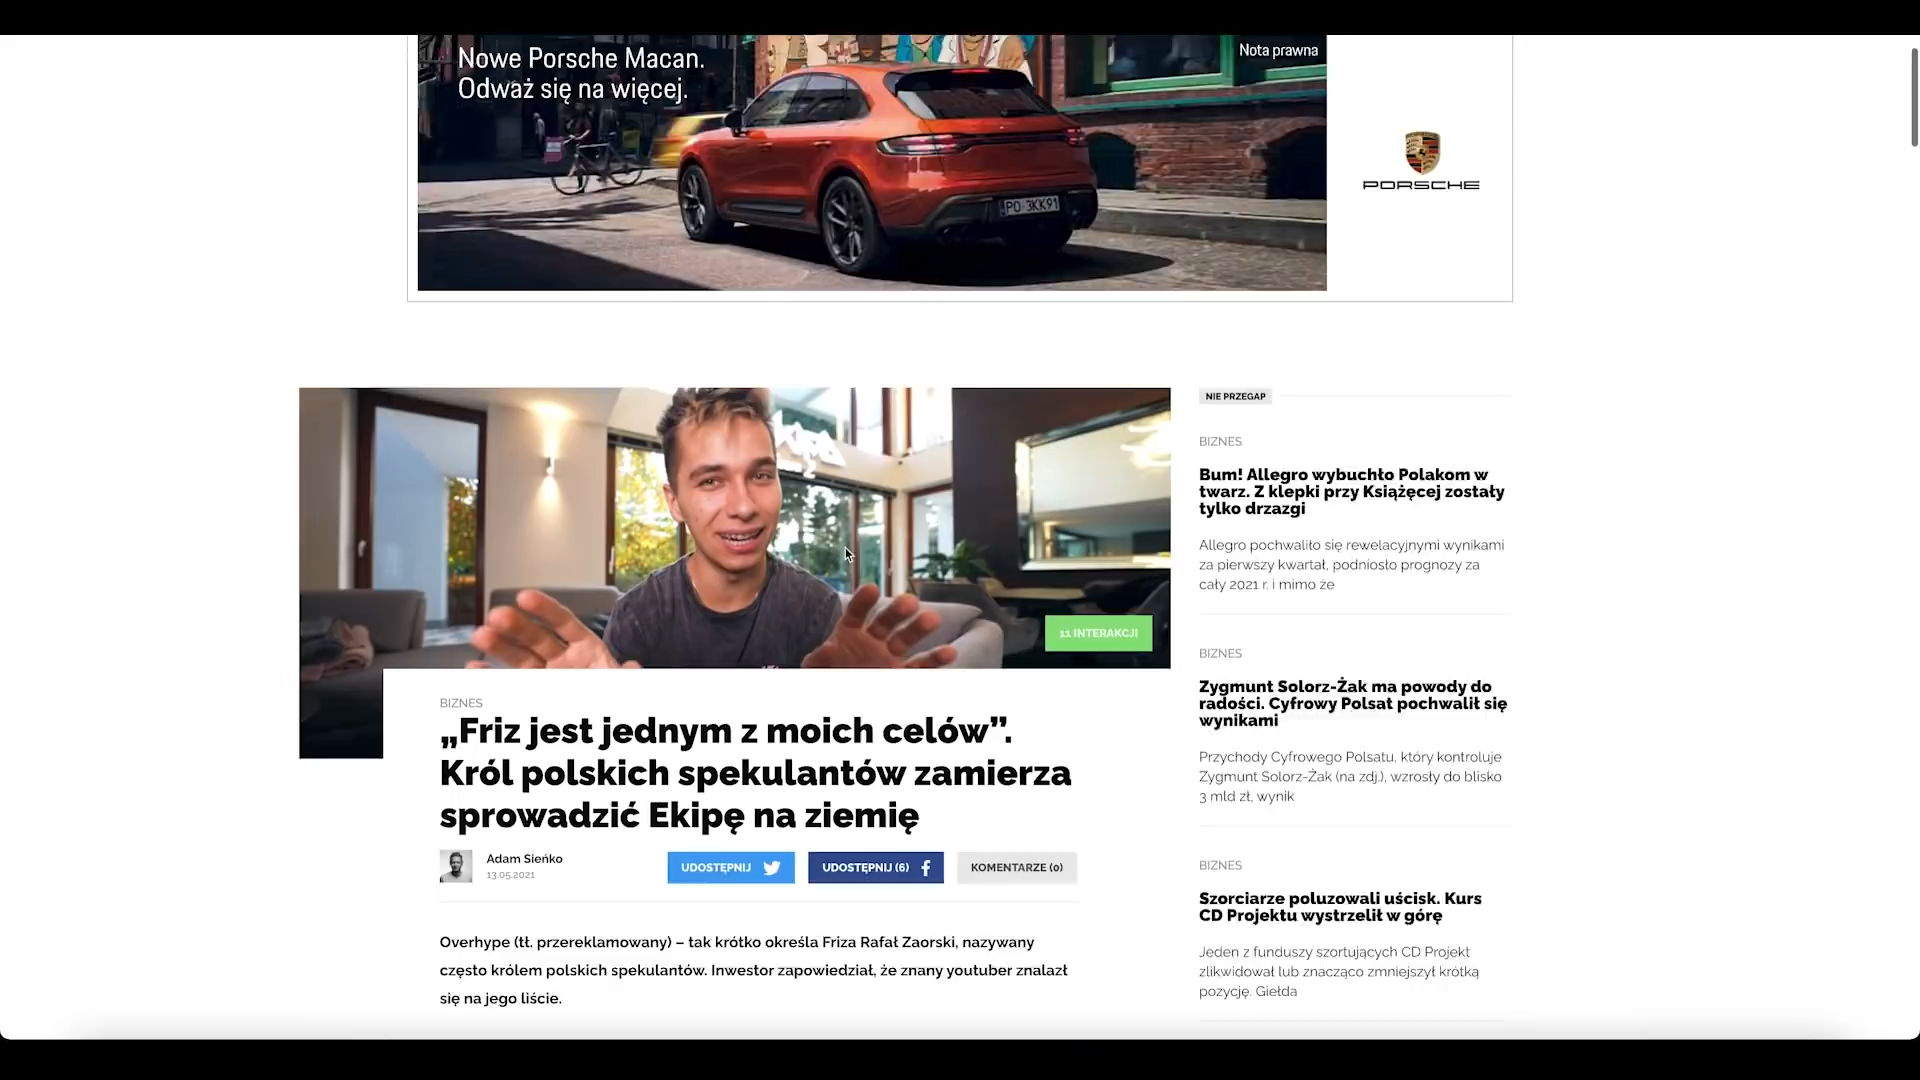 Nowe Porsche Macan.
Odważ się na więcej.
Nota prawna
PO 3KK91
PORSCHE
11 INTERAKCJI
BIZNES
„Friz jest jednym z moich celów”.
Król polskich spekulantów zamierza
sprowadzić Ekipę na ziemię
Adam Sieńko
13.05.2021
UDOSTĘPNIJ
UDOSTĘPNIJ (6)
KOMENTARZE (0)
Overhype (tł. przereklamowany) – tak krótko określa Friza Rafał Zaorski, nazywany
często królem polskich spekulantów. Inwestor zapowiedział, że znany youtuber znalazł
się na jego liście.
NIE PRZEGAP
BIZNES
Bum! Allegro wybuchło Polakom w
twarz. Z klepki przy Książęcej zostały
tylko drzazgi
Allegro pochwaliło się rewelacyjnymi wynikami
za pierwszy kwartał, podniosło prognozy za
cały 2021 r. i mimo że
BIZNES
Zygmunt Solorz-Żak ma powody do
radości. Cyfrowy Polsat pochwalił się
wynikami
Przychody Cyfrowego Polsatu, który kontroluje
Zygmunt Solorz-Żak (na zdj.), wzrosły do blisko
3 mld zł, wynik
BIZNES
Szorciarze poluzowali uścisk. Kurs
CD Projektu wystrzelił w górę
Jeden z funduszy szortujących CD Projekt
zlikwidował lub znacząco zmniejszył krótką
pozycję. Giełda